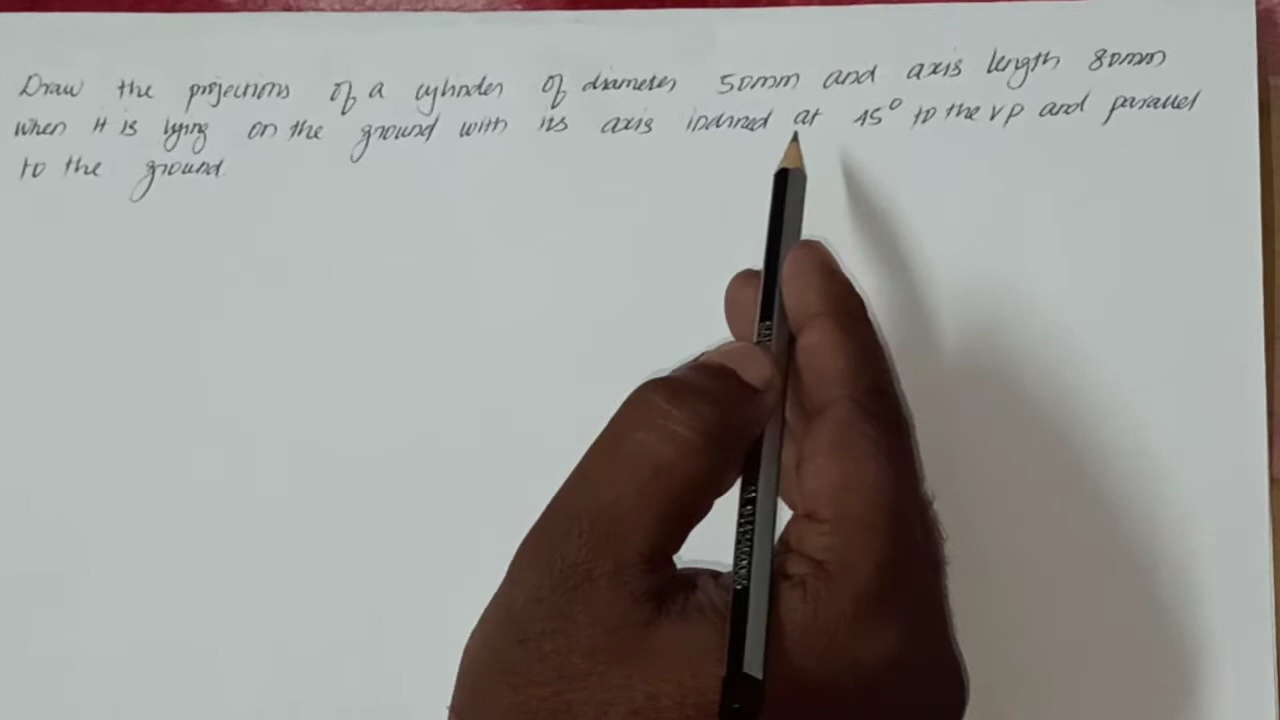 Draw the projections of a cylinder of diameter 50mm and axis length 80mm
when it is lying on the ground with its axis inclined at 45° to the VP and parallel
to the ground.